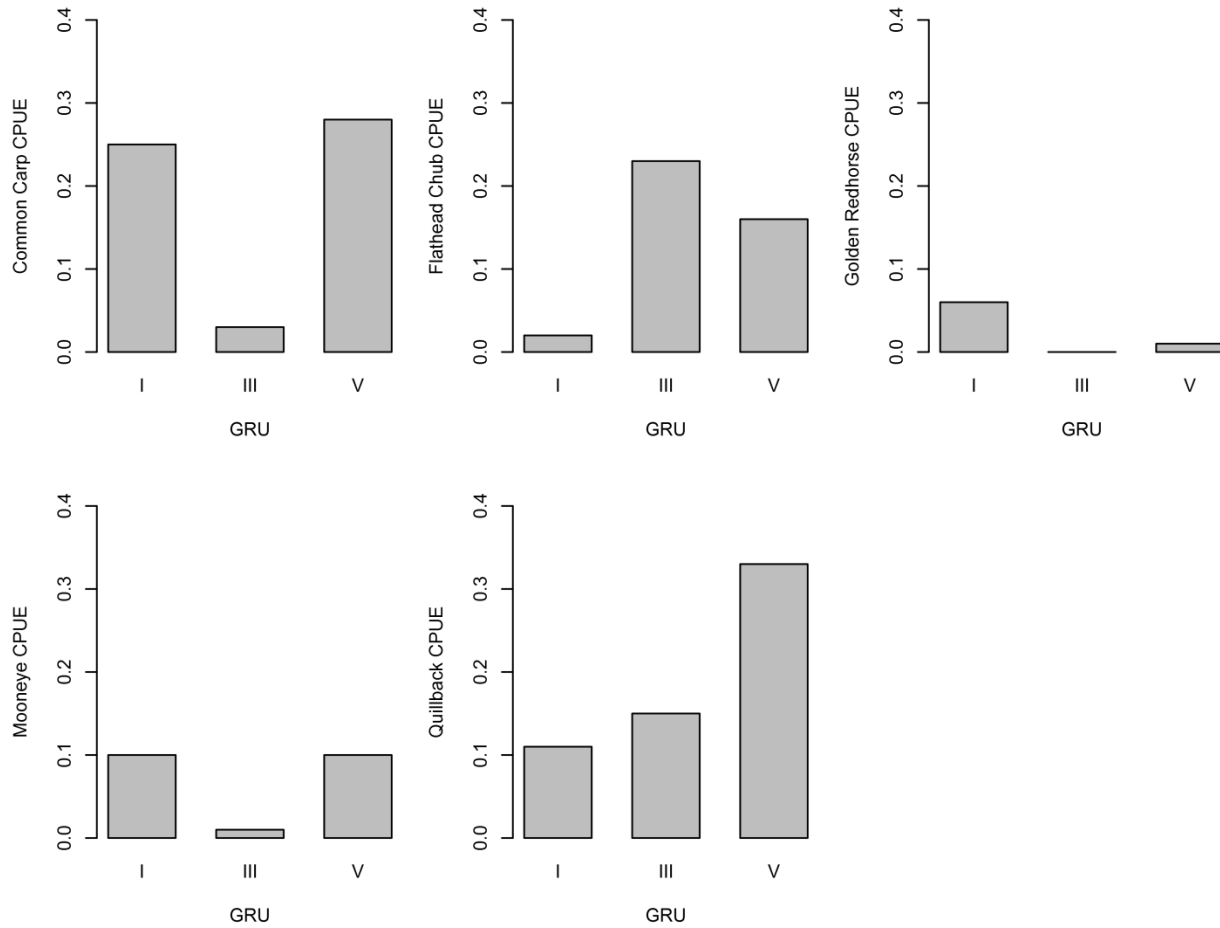 Common Carp CPUE
0.4
0.3
0.2
0.1
0.0
I III V
GRU
Flathead Chub CPUE
0.4
0.3
0.2
0.1
0.0
I III V
GRU
Golden Redhorse CPUE
0.4
0.3
0.2
0.1
0.0
I III V
GRU
Mooneye CPUE
0.4
0.3
0.2
0.1
0.0
I III V
GRU
Quillback CPUE
0.4
0.3
0.2
0.1
0.0
I III V
GRU